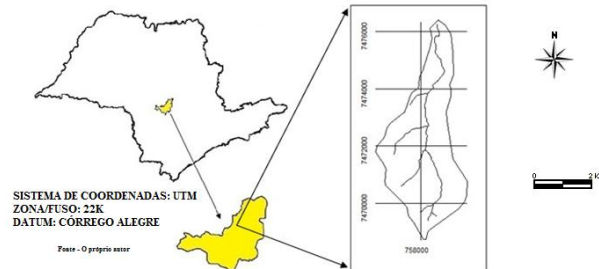 N
7476000
7474000
7472000
7470000
758000
0
2 K
SISTEMA DE COORDENADAS: UTM
ZONA/FUSO: 22K
DATUM: CÓRREGO ALEGRE
Fonte - O próprio autor